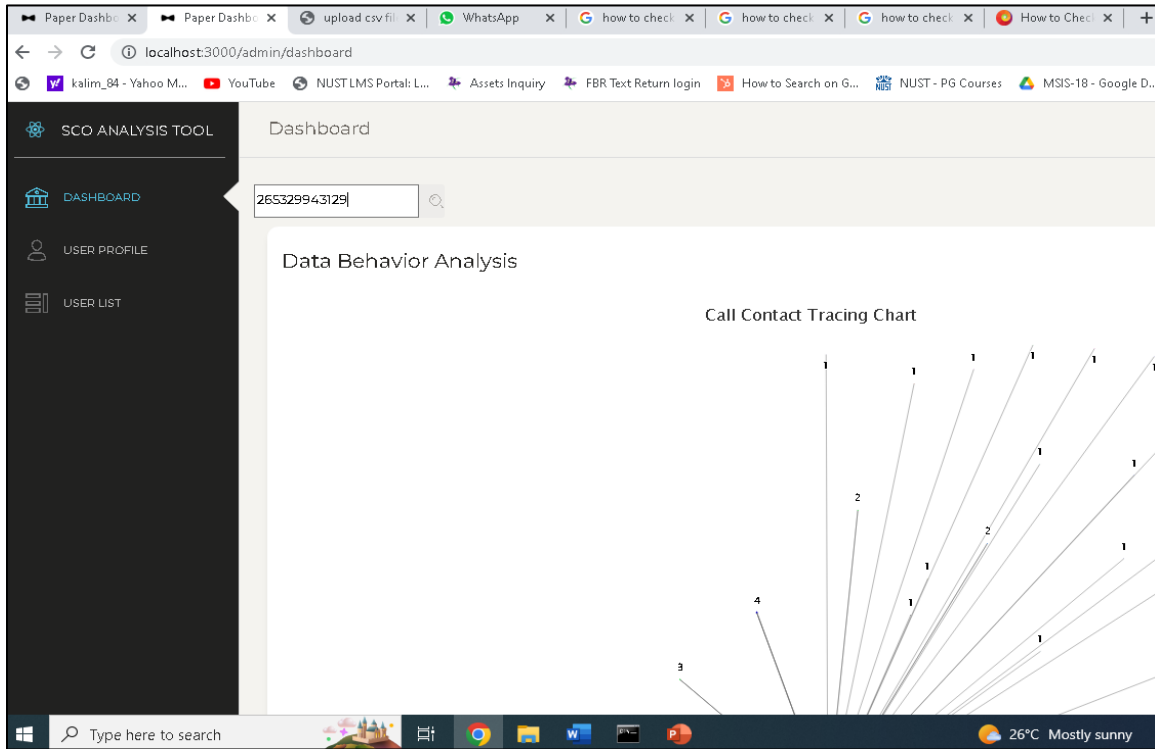 Paper Dashbo
Paper Dashbo
upload csv fil
WhatsApp
how to check
how to check
how to check
How to Chec
localhost:3000/admin/dashboard
kalim_84 - Yahoo M...
YouTube
NUST LMS Portal: L...
Assets Inquiry
FBR Text Return login
How to Search on G...
NUST - PG Courses
MSIS-18 - Google D...
SCO ANALYSIS TOOL
Dashboard
DASHBOARD
265329943129
USER PROFILE
Data Behavior Analysis
USER LIST
Call Contact Tracing Chart
1
1
1
1
1
1
1
1
2
2
1
1
1
4
1
3
Type here to search
26°C Mostly sunny